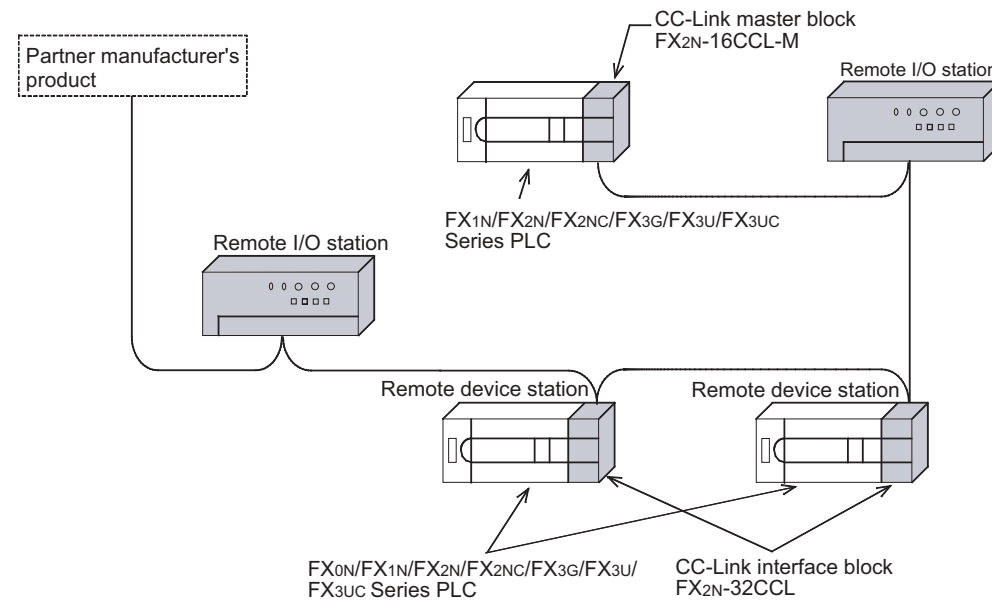 CC-Link master block
FX2N-16CCL-M
Partner manufacturer's
product
Remote I/O station
FX1N/FX2N/FX2NC/FX3G/FX3U/FX3UC
Series PLC
Remote I/O station
Remote device station
Remote device station
FX0N/FX1N/FX2N/FX2NC/FX3G/FX3U/
FX3UC Series PLC
CC-Link interface block
FX2N-32CCL